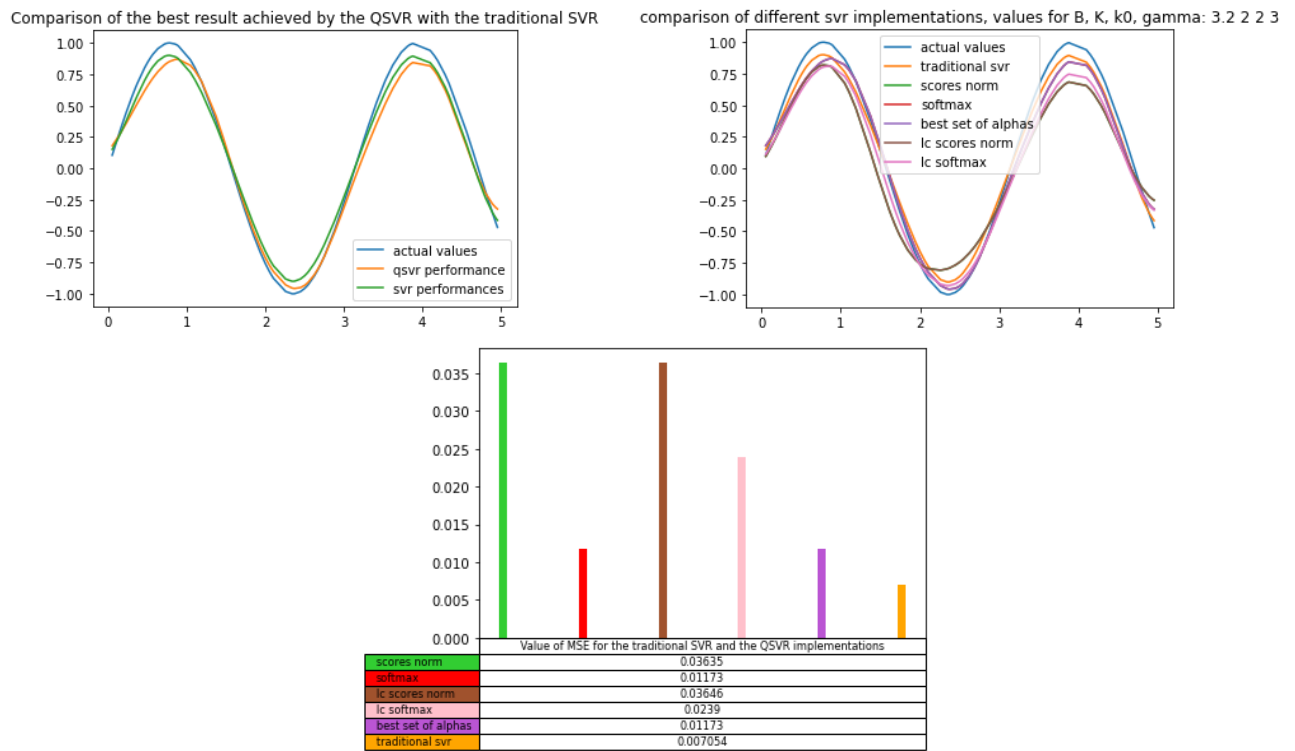 Comparison of the best result achieved by the QSVR with the traditional SVR
1.00
0.75
0.50
0.25
0.00
−0.25
−0.50
−0.75
−1.00
0 1 2 3 4 5
actual values
qsvr performance
svr performances
comparison of different svr implementations, values for B, K, k0, gamma: 3.2 2 2 3
1.00
0.75
0.50
0.25
0.00
−0.25
−0.50
−0.75
−1.00
0 1 2 3 4 5
actual values
traditional svr
scores norm
softmax
best set of alphas
lc scores norm
lc softmax
0.035
0.030
0.025
0.020
0.015
0.010
0.005
0.000
Value of MSE for the traditional SVR and the QSVR implementations
scores norm 0.03635
softmax 0.01173
lc scores norm 0.03646
lc softmax 0.0239
best set of alphas 0.01173
traditional svr 0.007054